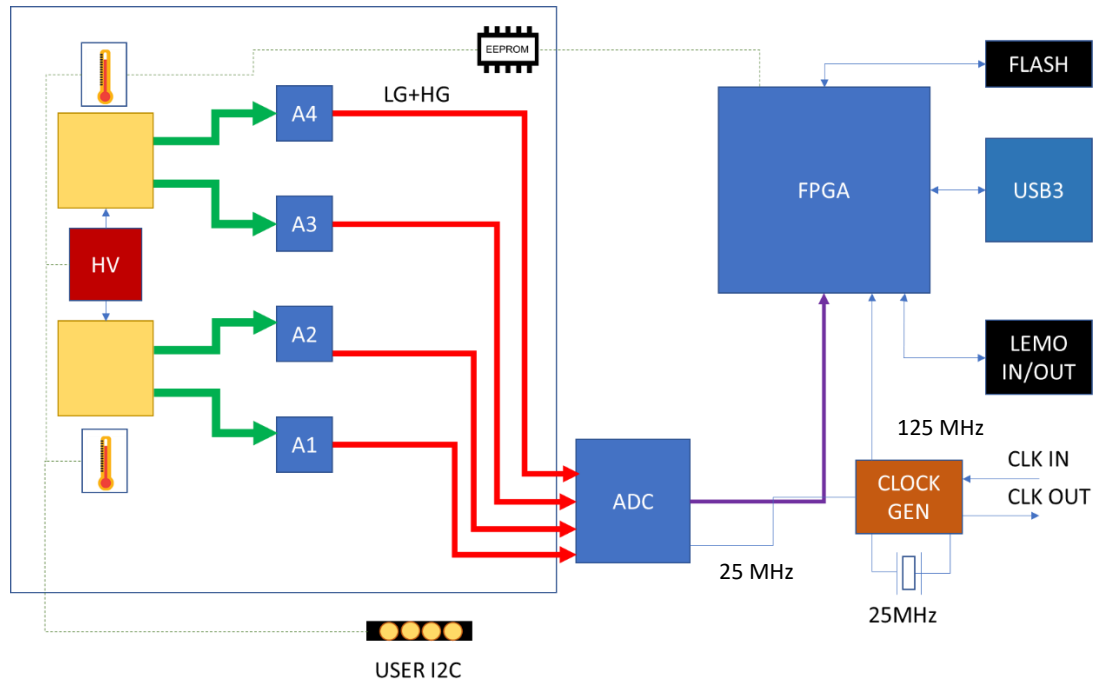 EEPROM
FLASH
LG+HG
A4
FPGA
USB3
A3
HV
A2
LEMO
IN/OUT
A1
125 MHz
CLK IN
CLOCK
GEN
CLK OUT
ADC
25 MHz
25MHz
USER I2C